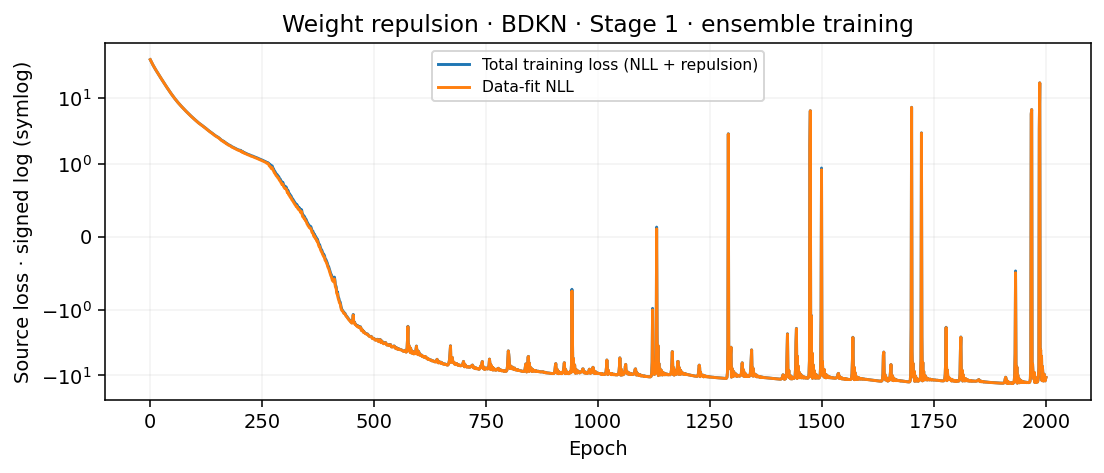 Weight repulsion · BDKN · Stage 1 · ensemble training
Source loss · signed log (symlog)
10¹
10⁰
0
−10⁰
−10¹
Total training loss (NLL + repulsion)
Data-fit NLL
0 250 500 750 1000 1250 1500 1750 2000
Epoch